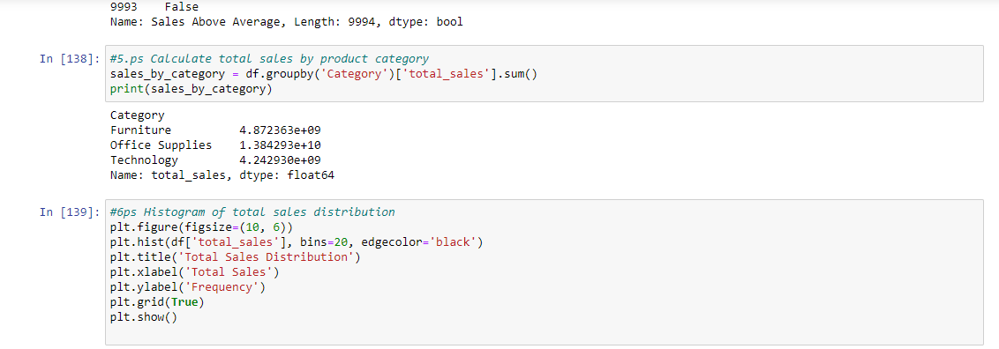 9993    False
Name: Sales Above Average, Length: 9994, dtype: bool
In [138]: #5.ps Calculate total sales by product category
sales_by_category = df.groupby('Category')['total_sales'].sum()
print(sales_by_category)
Category
Furniture          4.872363e+09
Office Supplies    1.384293e+10
Technology         4.242930e+09
Name: total_sales, dtype: float64
In [139]: #6ps Histogram of total sales distribution
plt.figure(figsize=(10, 6))
plt.hist(df['total_sales'], bins=20, edgecolor='black')
plt.title('Total Sales Distribution')
plt.xlabel('Total Sales')
plt.ylabel('Frequency')
plt.grid(True)
plt.show()